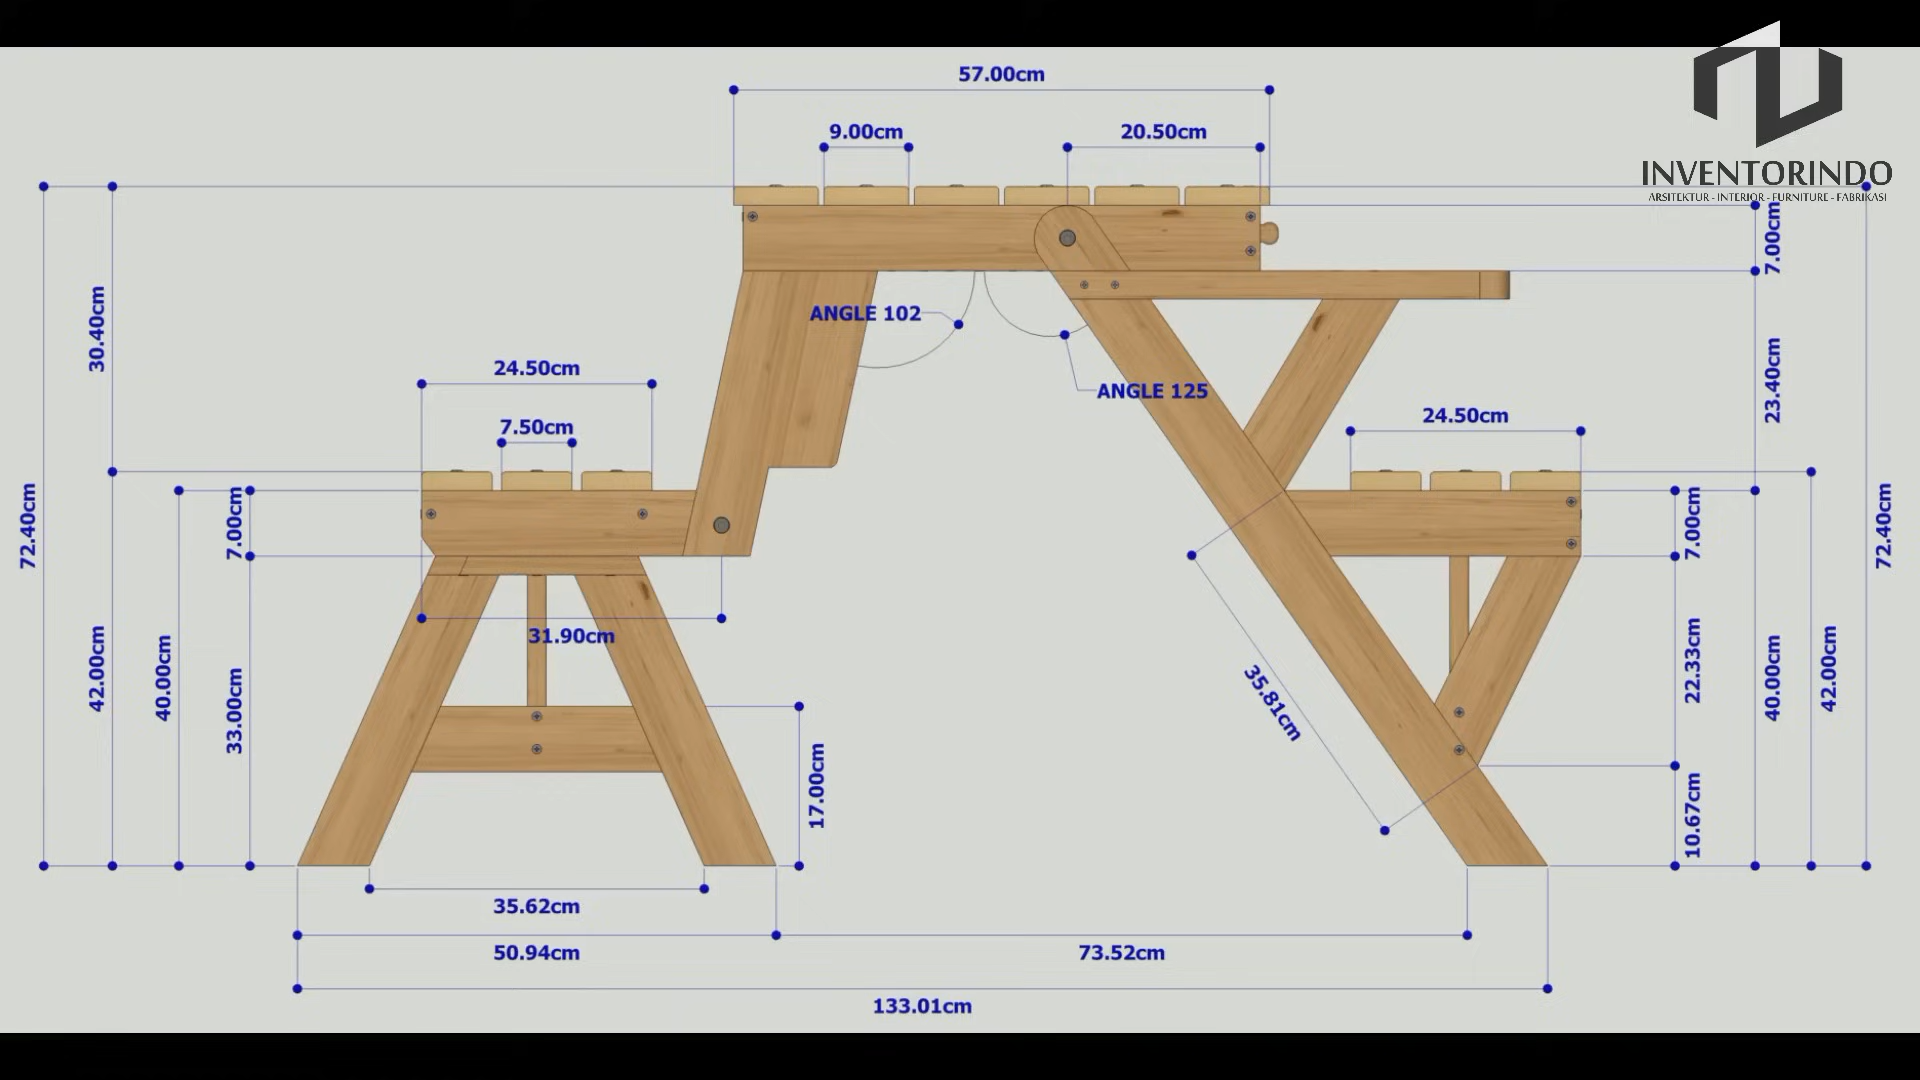 57.00cm
9.00cm
20.50cm
INVENTORINDO
ARSITEKTUR - INTERIOR - FURNITURE - FABRIKASI
7.00cm
30.40cm
ANGLE 102
ANGLE 125
23.40cm
24.50cm
7.50cm
24.50cm
72.40cm
7.00cm
7.00cm
72.40cm
31.90cm
42.00cm
40.00cm
33.00cm
35.81cm
22.33cm
40.00cm
42.00cm
17.00cm
10.67cm
35.62cm
50.94cm
73.52cm
133.01cm